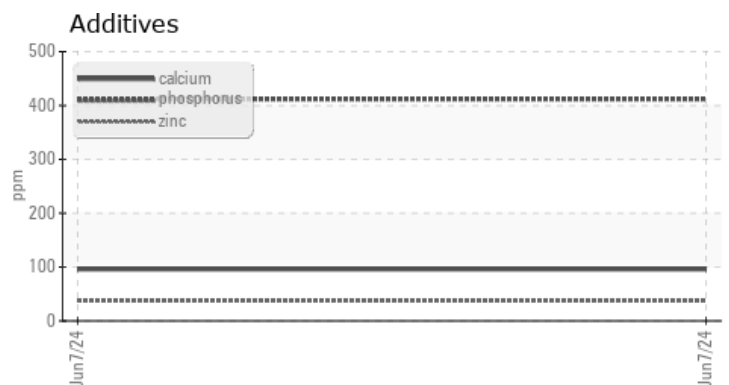 Additives
500
400
300
200
100
0
ppm
calcium
phosphorus
zinc
Jun7/24
Jun7/24